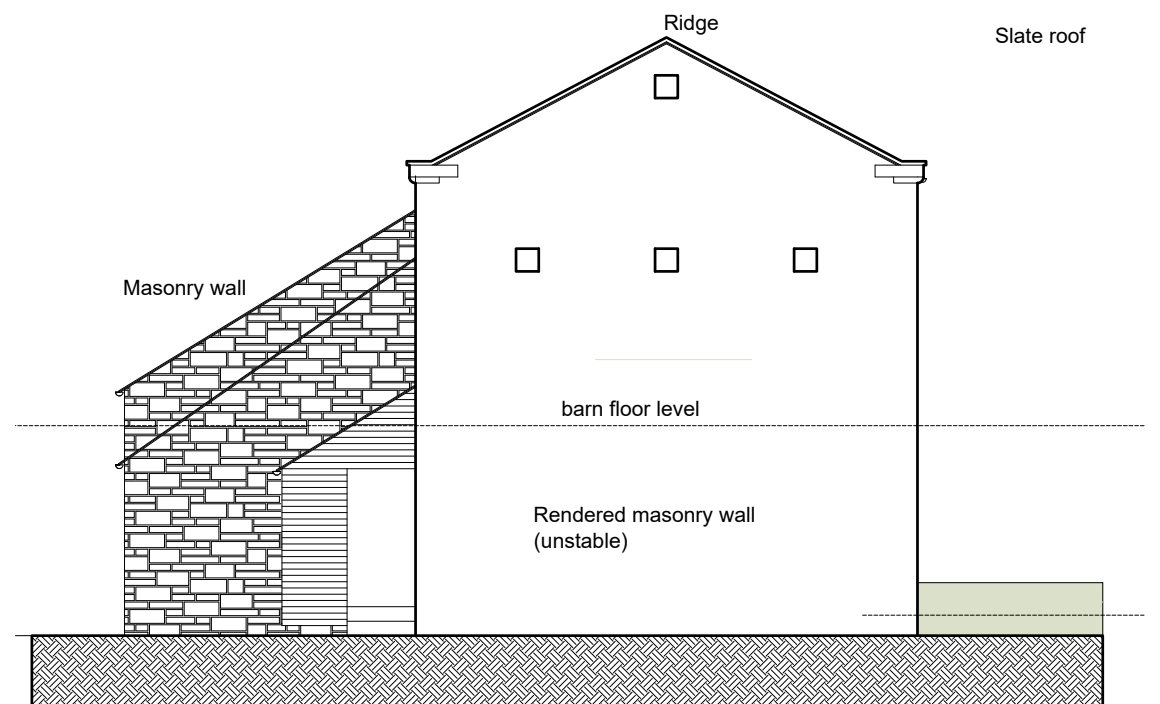 Ridge
Slate roof
Masonry wall
barn floor level
Rendered masonry wall
(unstable)